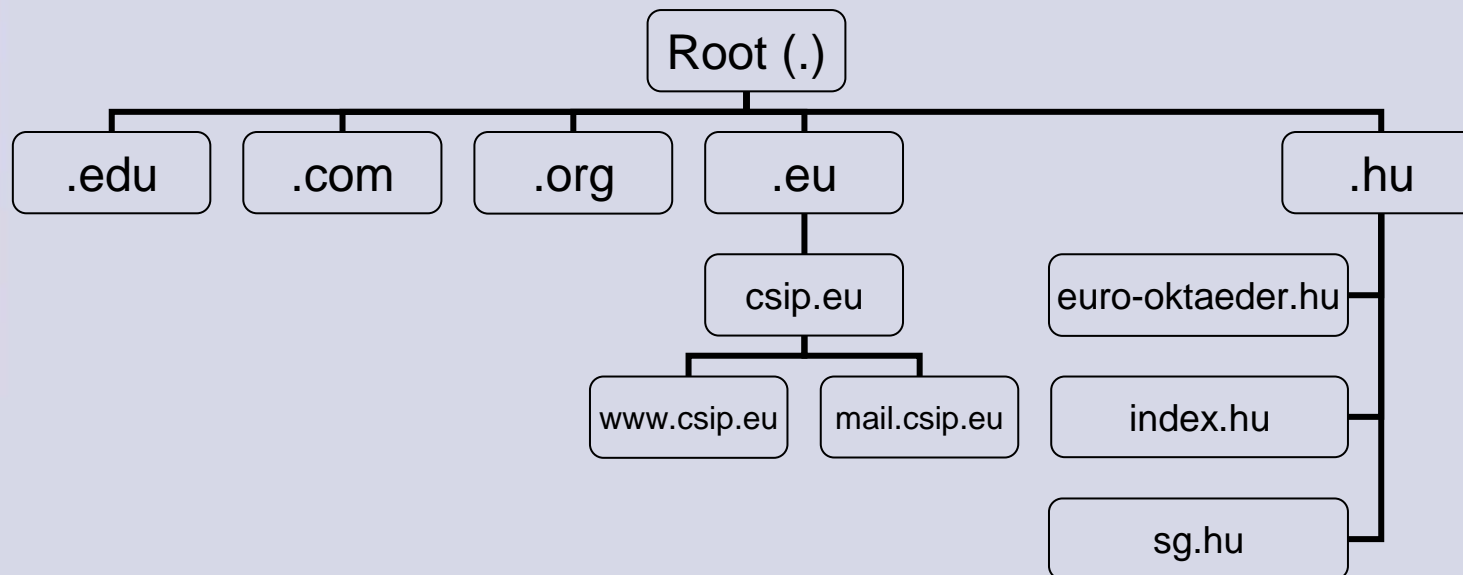 Root (.)
.edu
.com
.org
.eu
.hu
csip.eu
euro-oktaeder.hu
www.csip.eu
mail.csip.eu
index.hu
sg.hu